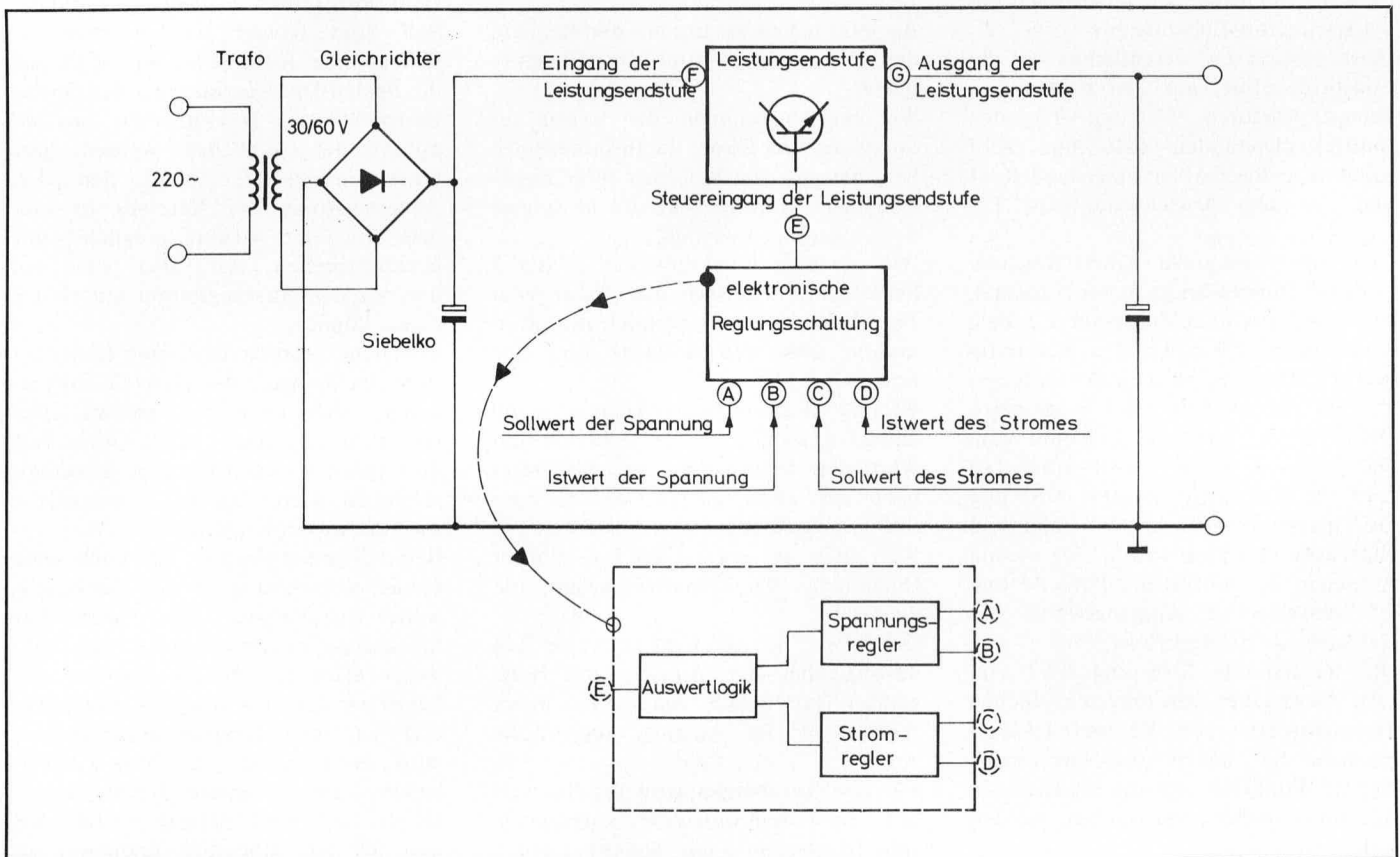 Trafo
Gleichrichter
30/60 V
220~
Siebelko
Eingang der
Leistungsendstufe
F
Leistungsendstufe
G
Ausgang der
Leistungsendstufe
Steuereingang der Leistungsendstufe
E
elektronische
Reglungsschaltung
A
B
C
D
Sollwert der Spannung
Istwert des Stromes
Istwert der Spannung
Sollwert des Stromes
E
Auswertlogik
Spannungs-
regler
A
B
Strom-
regler
C
D